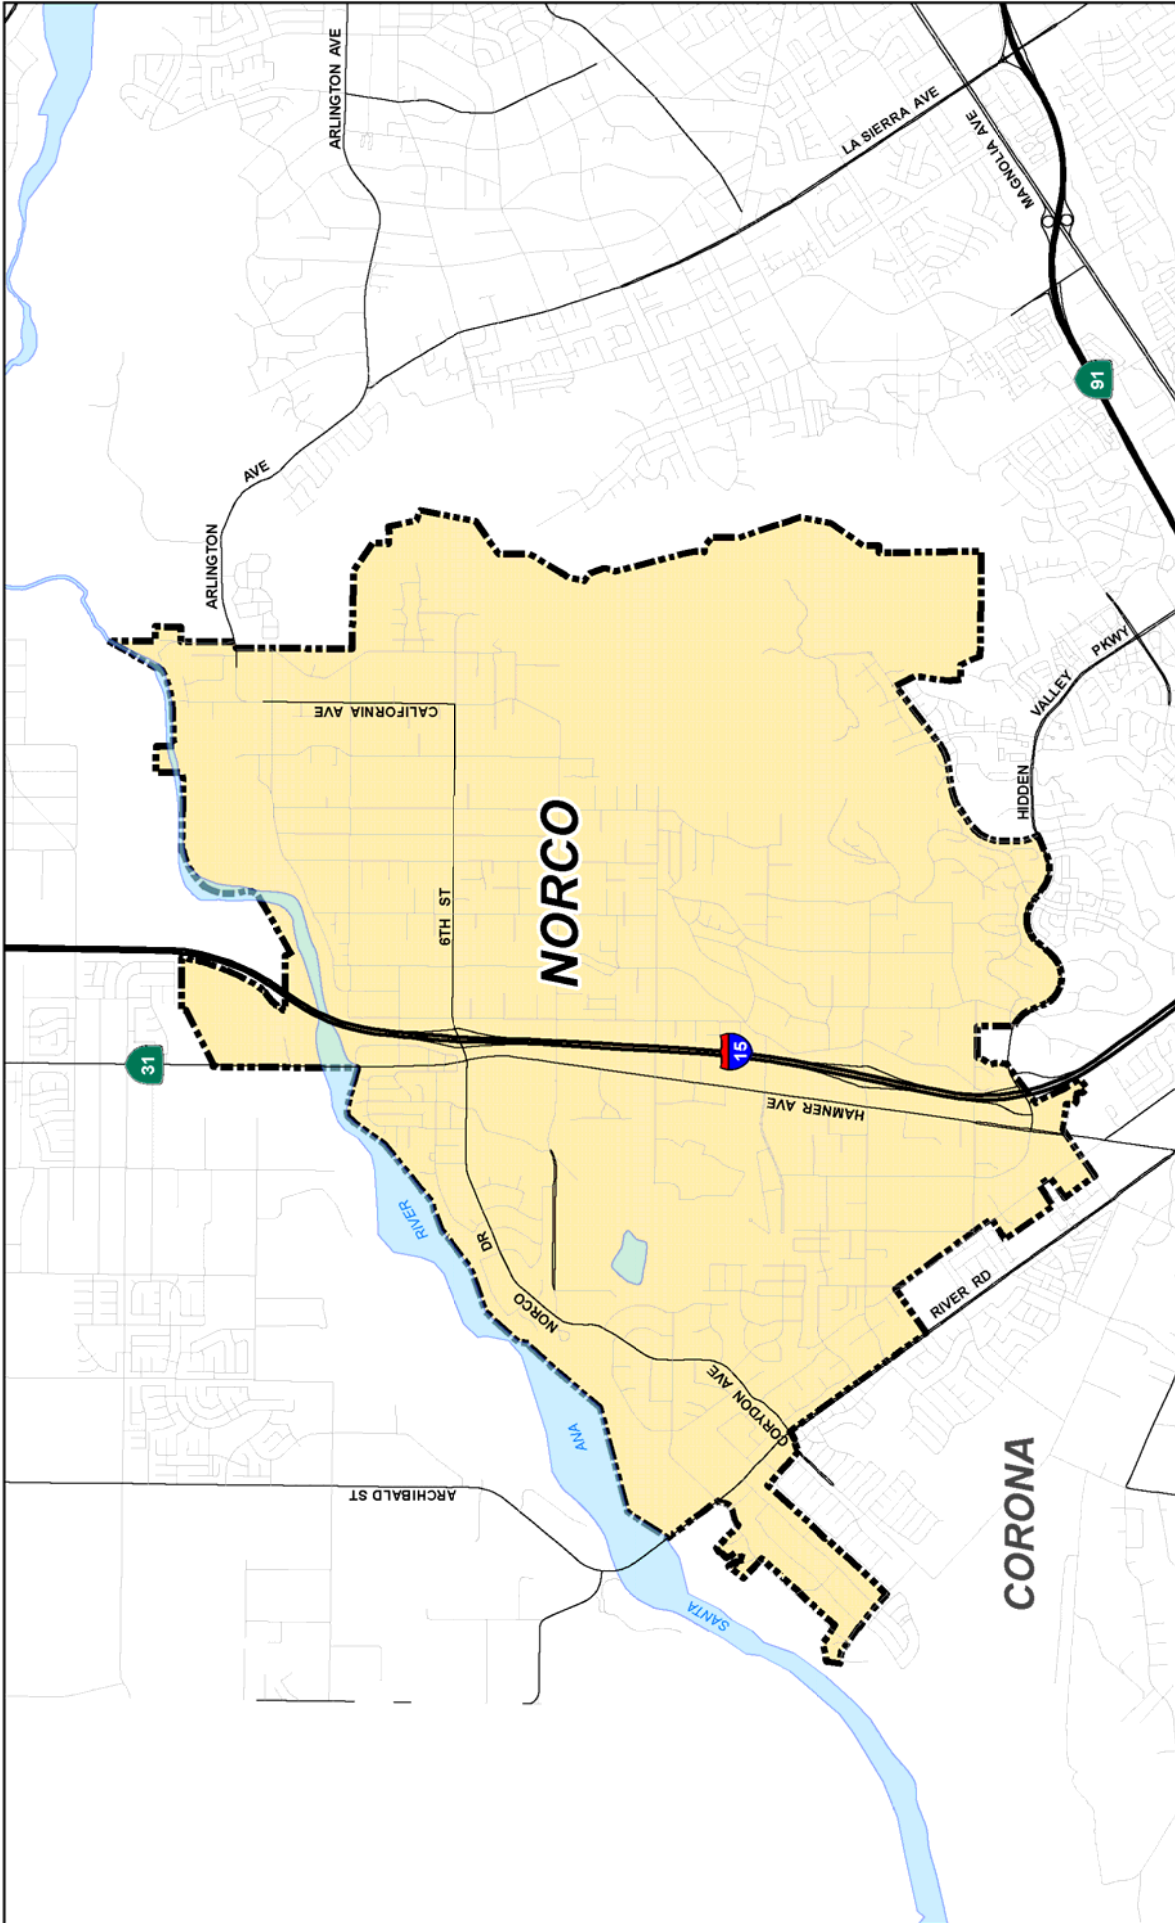 ARLINGTON AVE
LA SIERRA AVE
MAGNOLIA AVE
91
AVE
ARLINGTON
CALIFORNIA AVE
HIDDEN
VALLEY
PKWY
6TH ST
NORCO
31
15
HAMNER AVE
RIVER
DR
NORCO
RIVER RD
CORYDON AVE
ANA
ARCHIBALD ST
SANTA
CORONA